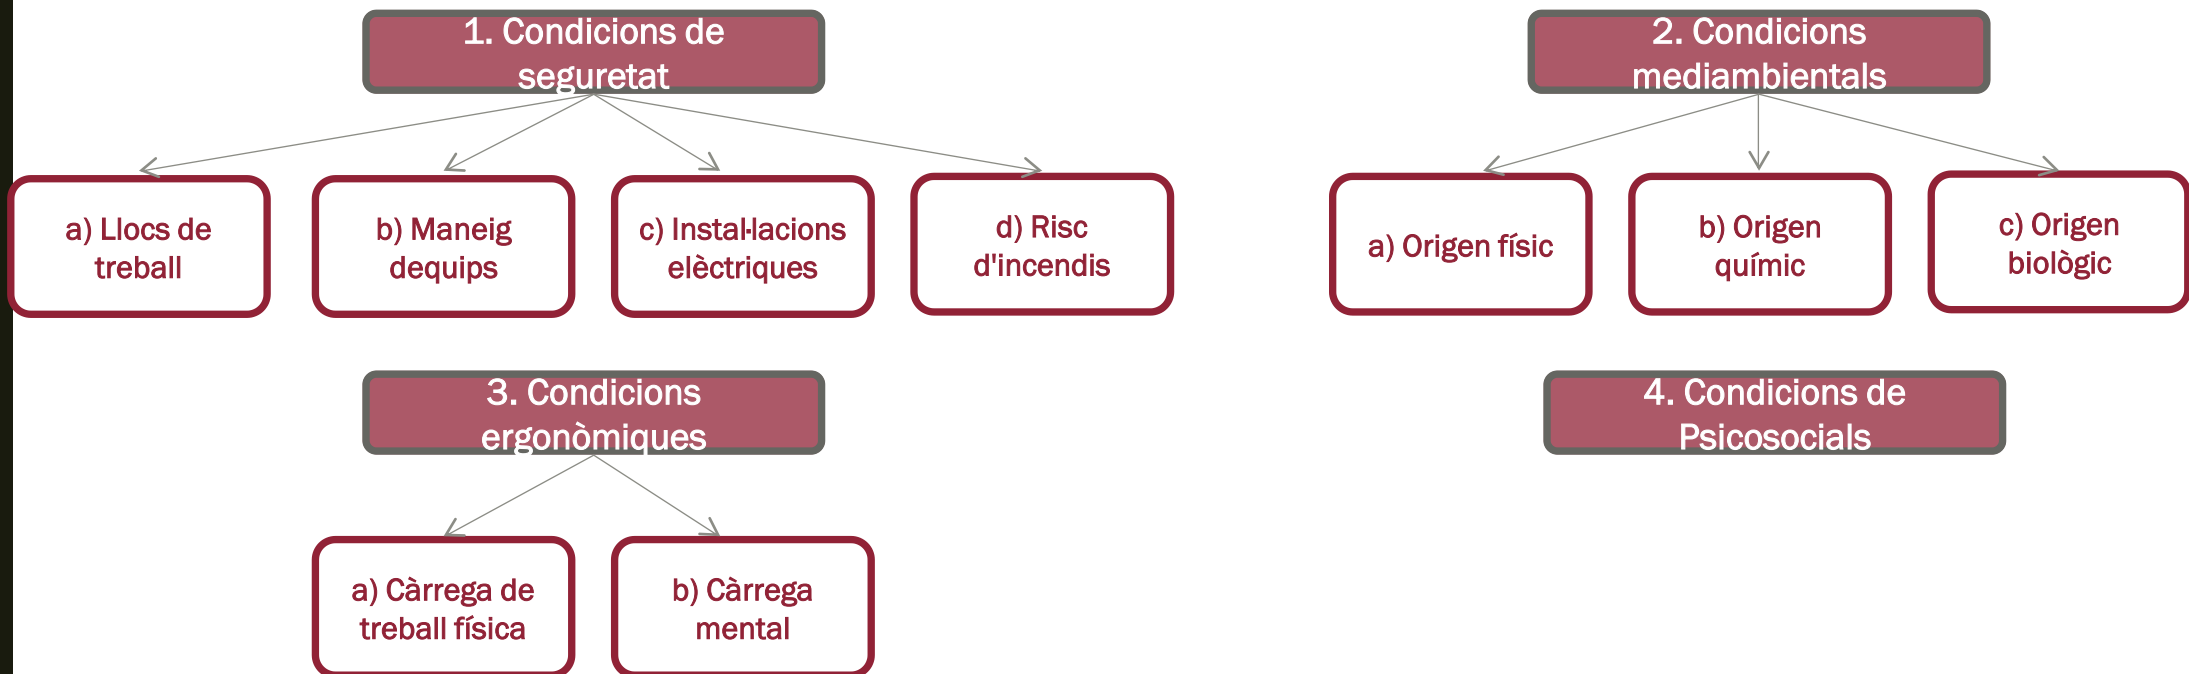 1. Condicions de
seguretat
2. Condicions
mediambientals
a) Llocs de
treball
b) Maneig
dequips
c) Instal·lacions
elèctriques
d) Risc
d'incendis
a) Origen físic
b) Origen
químic
c) Origen
biològic
3. Condicions
ergonòmiques
4. Condicions de
Psicosocials
a) Càrrega de
treball física
b) Càrrega
mental